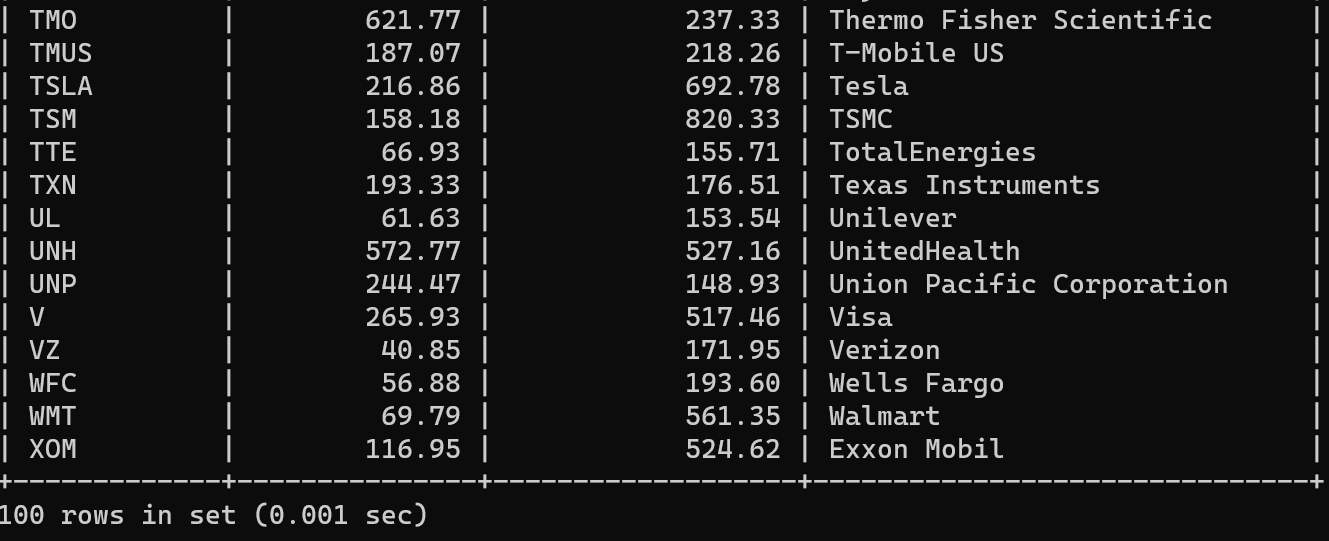 | TMO         |        621.77 |            237.33 | Thermo Fisher Scientific      |
| TMUS        |        187.07 |            218.26 | T-Mobile US                   |
| TSLA        |        216.86 |            692.78 | Tesla                         |
| TSM         |        158.18 |            820.33 | TSMC                          |
| TTE         |         66.93 |            155.71 | TotalEnergies                 |
| TXN         |        193.33 |            176.51 | Texas Instruments             |
| UL          |         61.63 |            153.54 | Unilever                      |
| UNH         |        572.77 |            527.16 | UnitedHealth                  |
| UNP         |        244.47 |            148.93 | Union Pacific Corporation     |
| V           |        265.93 |            517.46 | Visa                          |
| VZ          |         40.85 |            171.95 | Verizon                       |
| WFC         |         56.88 |            193.60 | Wells Fargo                   |
| WMT         |         69.79 |            561.35 | Walmart                       |
| XOM         |        116.95 |            524.62 | Exxon Mobil                   |
+-------------+---------------+-------------------+-------------------------------+
100 rows in set (0.001 sec)